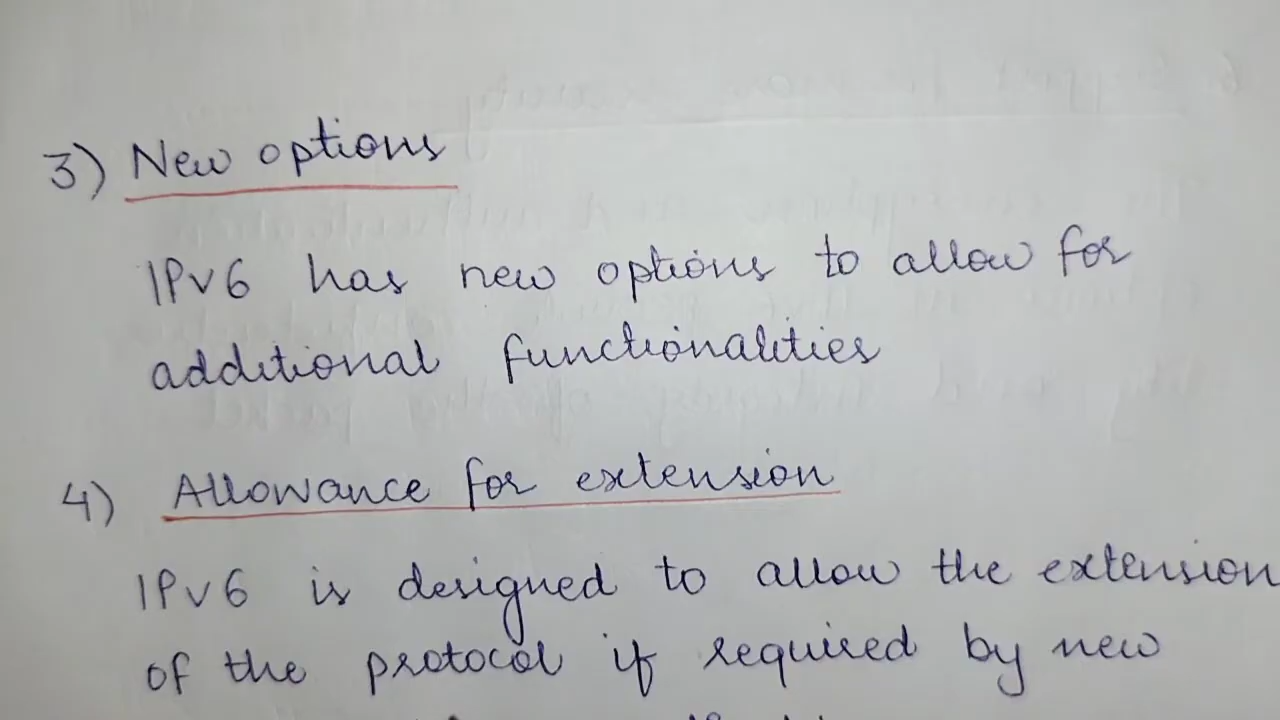 3) New options
IPv6 has new options to allow for
additional functionalities
4) Allowance for extension
IPv6 is designed to allow the extension
of the protocol if required by new